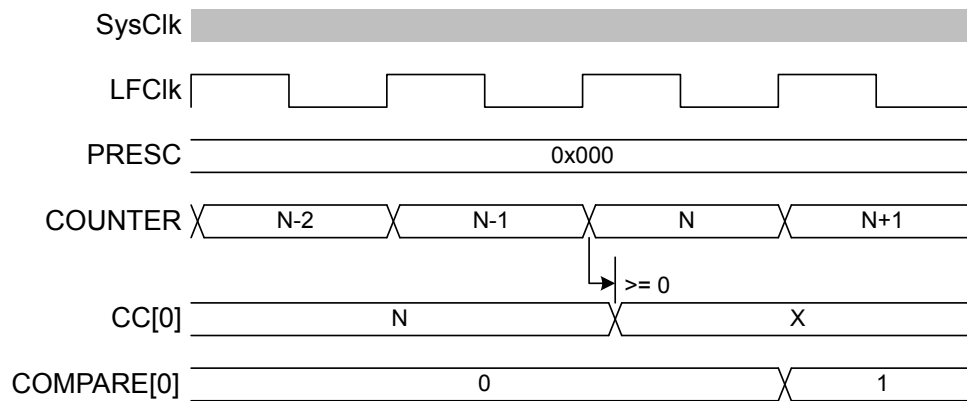 SysClk
LFClk
PRESC 0x000
COUNTER N-2 N-1 N N+1
>= 0
CC[0] N X
COMPARE[0] 0 1